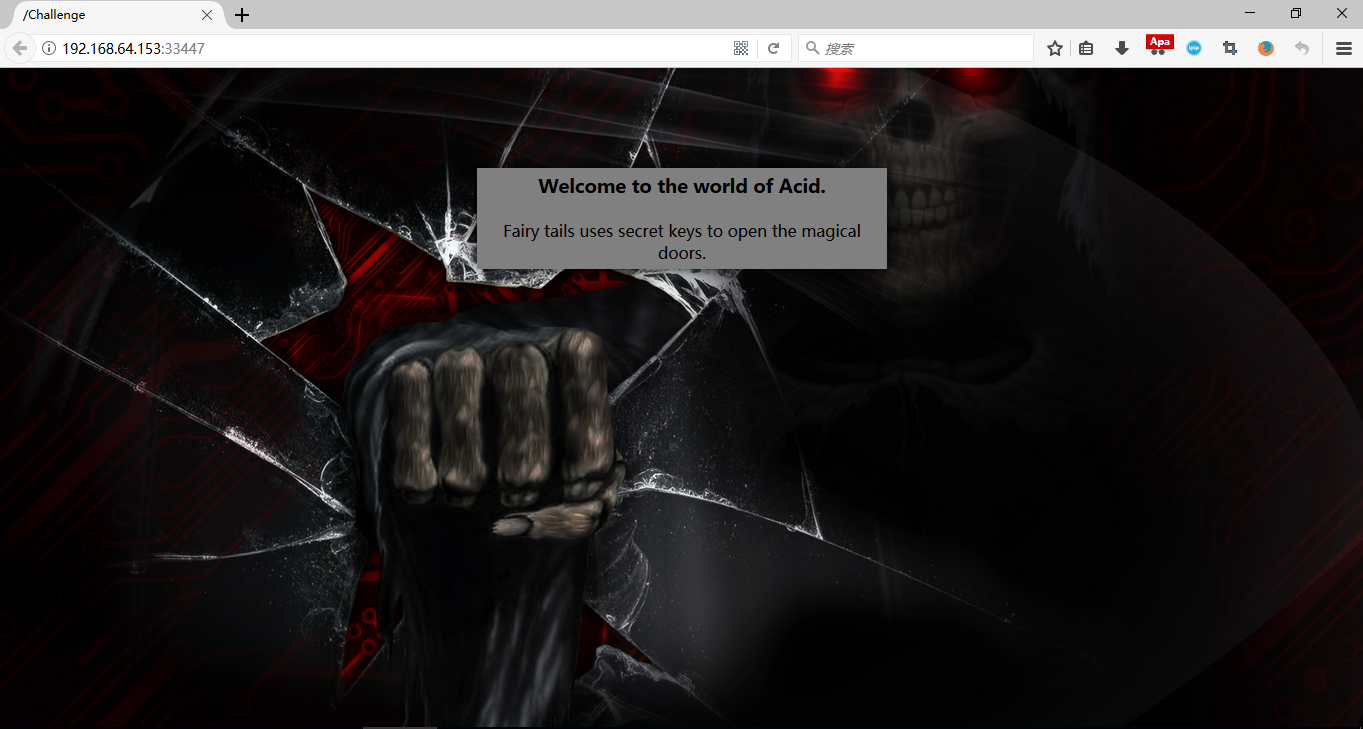 /Challenge
192.168.64.153:33447
搜索
Apa
Welcome to the world of Acid.
Fairy tails uses secret keys to open the magical
doors.